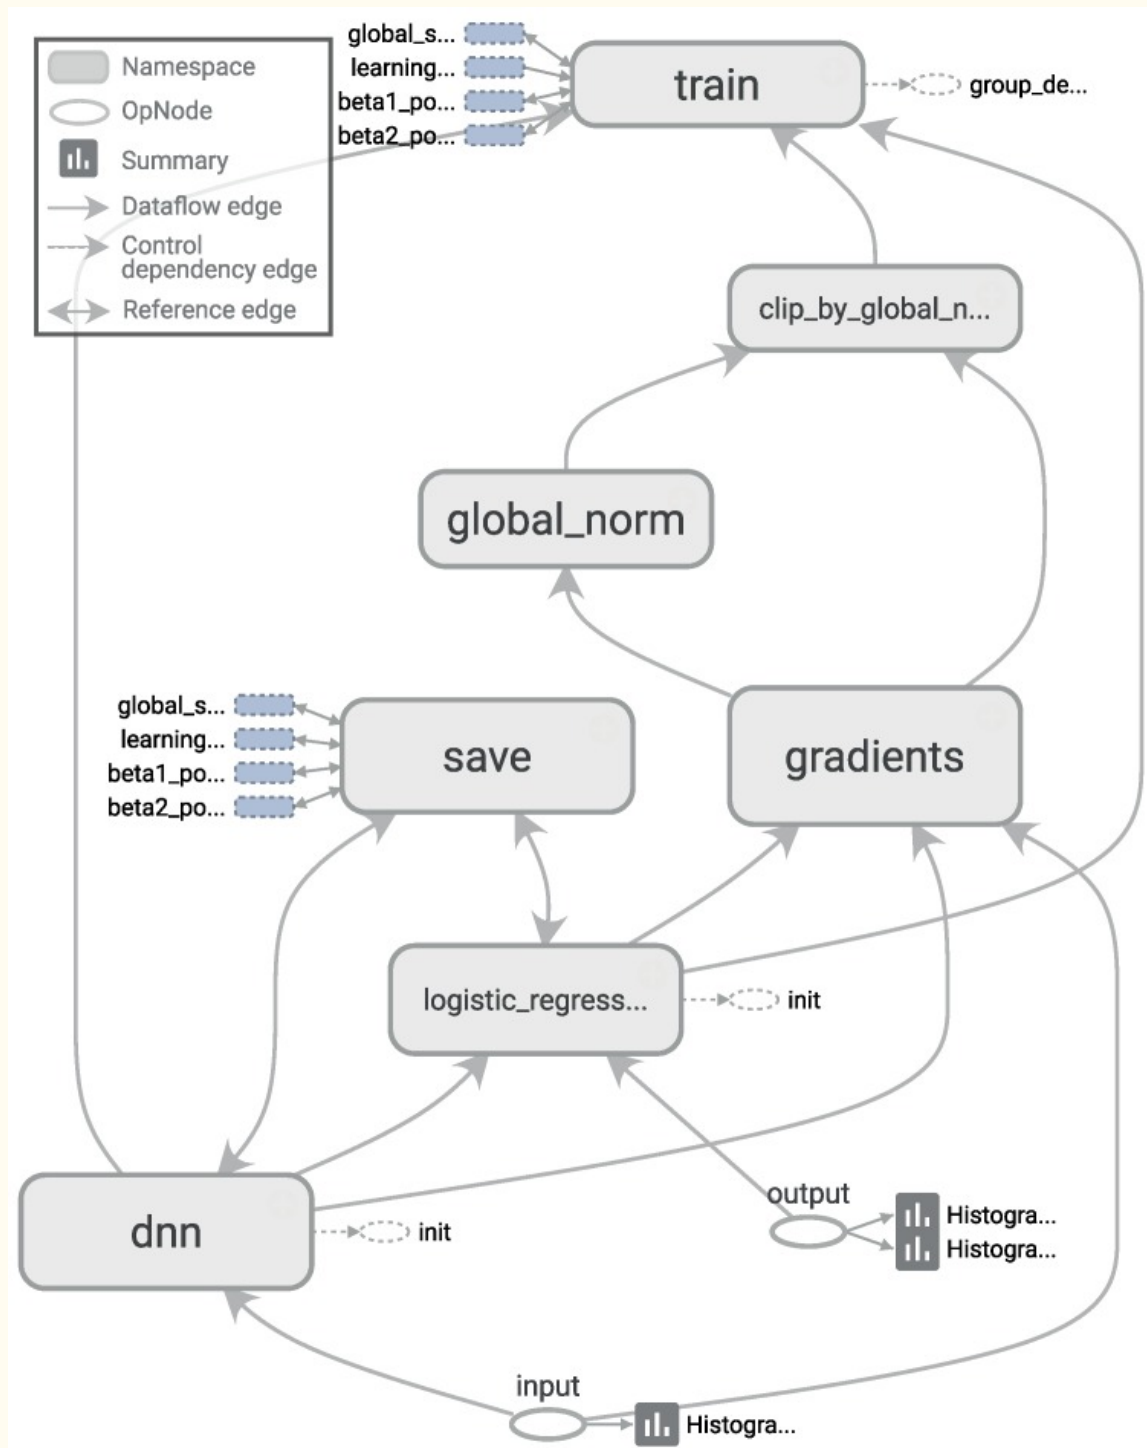 global_s...
learning...
beta1_po...
beta2_po...
train
group_de...
Namespace
OpNode
Summary
Dataflow edge
Control
dependency edge
Reference edge
clip_by_global_n...
global_norm
global_s...
learning...
beta1_po...
beta2_po...
save
gradients
logistic_regress...
init
dnn
init
output
Histogra...
Histogra...
input
Histogra...